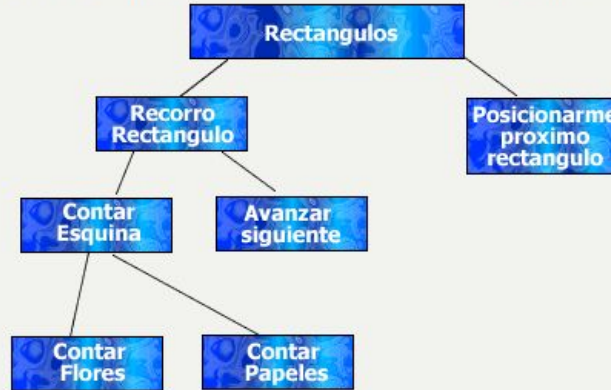 Rectangulos
Recorro
Rectangulo
Posicionarme
proximo
rectangulo
Contar
Esquina
Avanzar
siguiente
Contar
Flores
Contar
Papeles